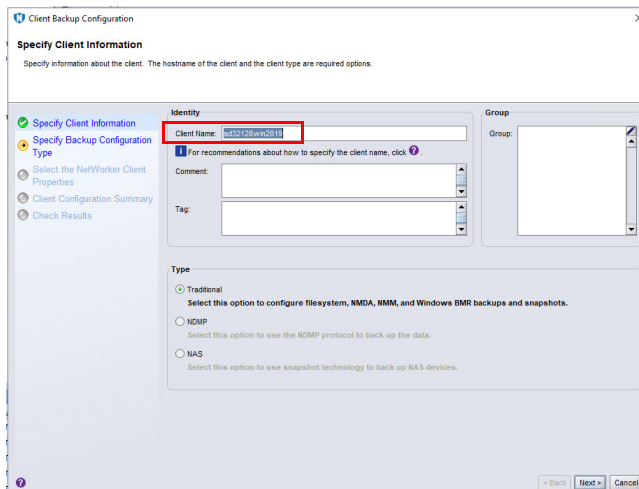 Client Backup Configuration
Specify Client Information
Specify information about the client. The hostname of the client and the client type are required options.
Specify Client Information
Specify Backup Configuration
Type
Select the NetWorker Client
Properties
Client Configuration Summary
Check Results
Identity
Client Name: sd32128win2019
For recommendations about how to specify the client name, click ?.
Comment:
Tag:
Group
Group:
Type
Traditional
Select this option to configure filesystem, NMDA, NMM, and Windows BMR backups and snapshots.
NDMP
Select this option to use the NDMP protocol to back up the data.
NAS
Select this option to use snapshot technology to back up NAS devices.
< Back Next > Cancel